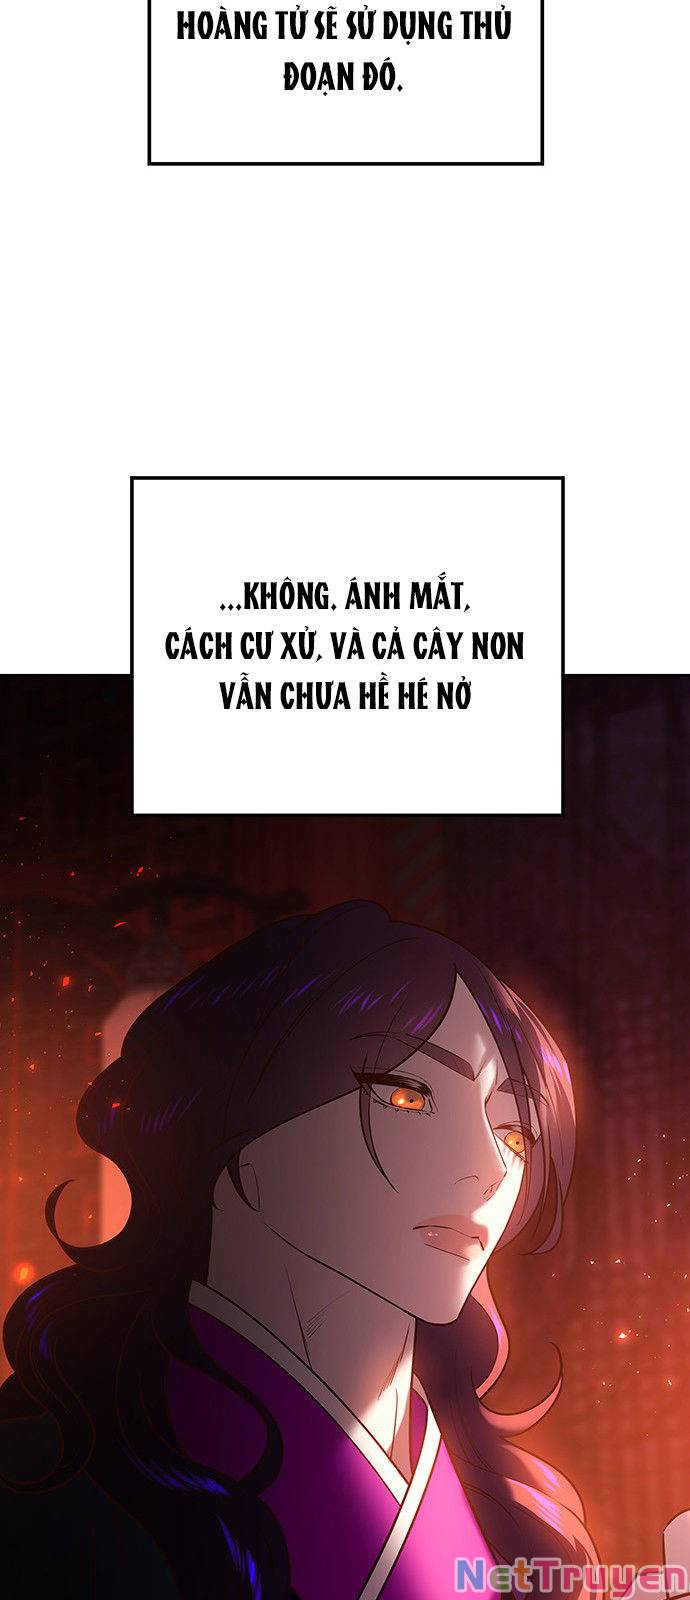 HOÀNG TỬ SẼ SỬ DỤNG THỦ
ĐOẠN ĐÓ.
...KHÔNG. ÁNH MẮT,
CÁCH CƯ XỬ, VÀ CẢ CÂY NON
VẪN CHƯA HỀ HÉ NỞ
NetTruyen
NetTruyen